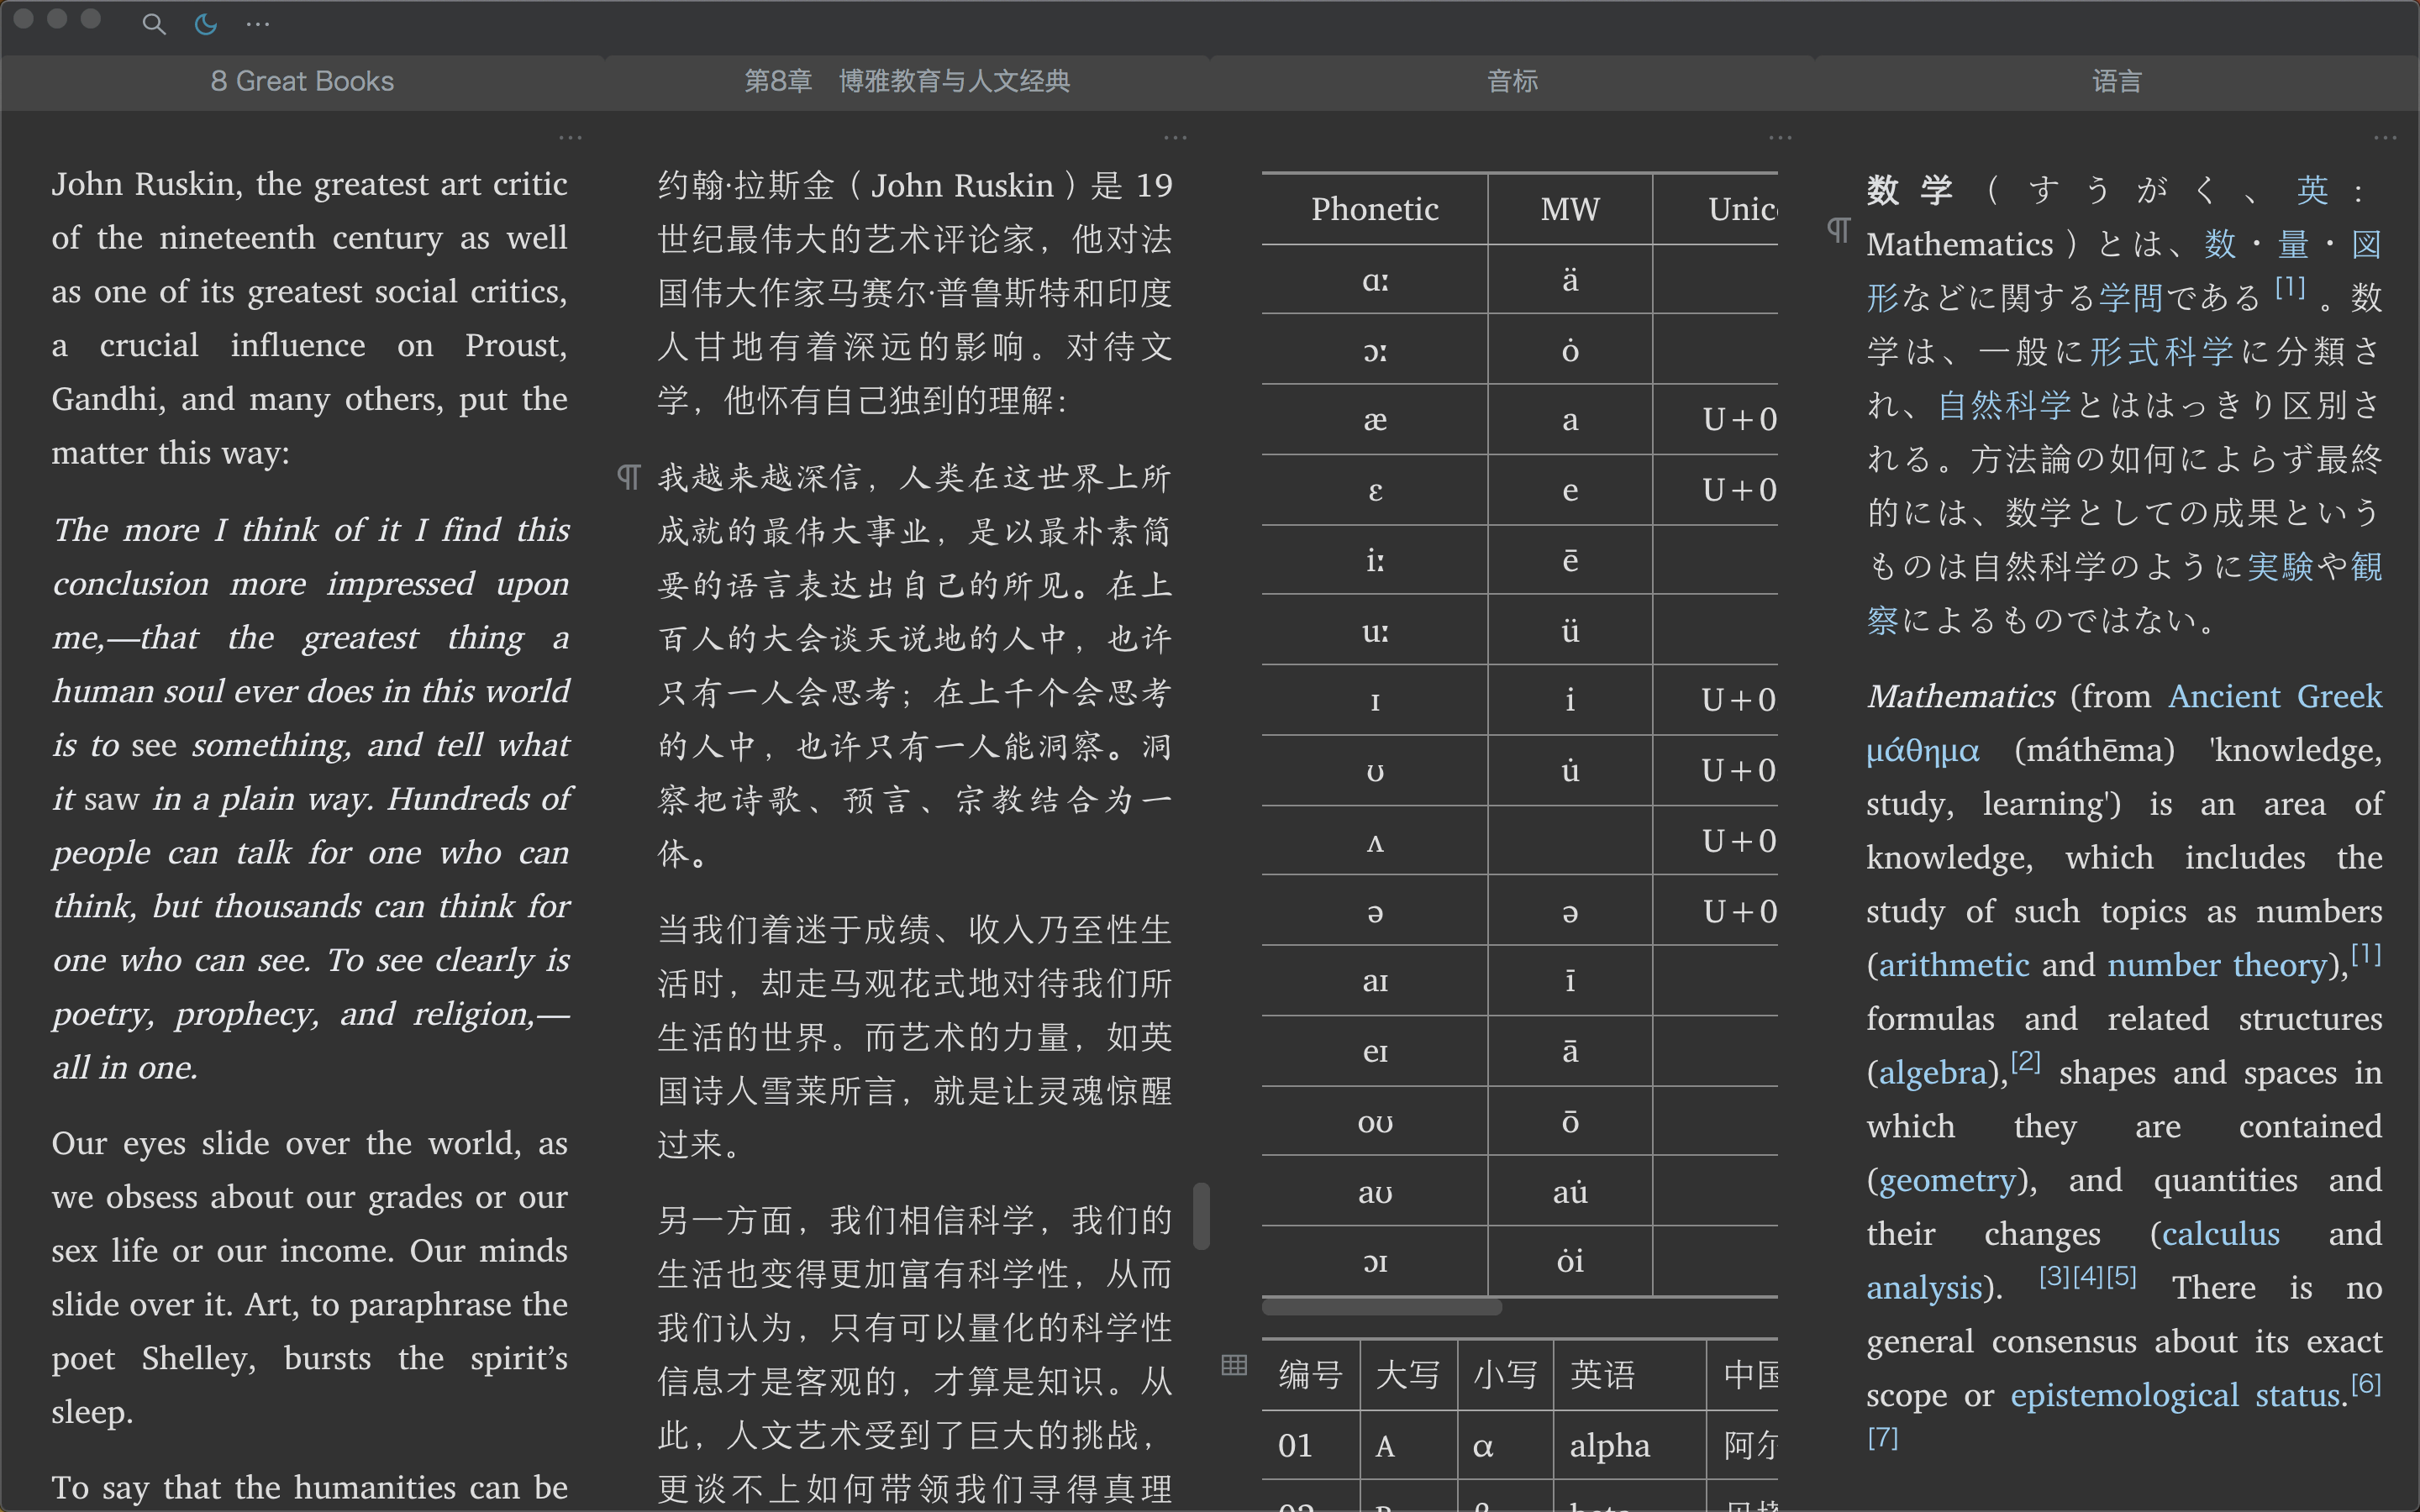 8 Great Books
第8章 博雅教育与人文经典
音标
语言
John Ruskin, the greatest art critic
of the nineteenth century as well
as one of its greatest social critics,
a crucial influence on Proust,
Gandhi, and many others, put the
matter this way:
The more I think of it I find this
conclusion more impressed upon
me,—that the greatest thing a
human soul ever does in this world
is to see something, and tell what
it saw in a plain way. Hundreds of
people can talk for one who can
think, but thousands can think for
one who can see. To see clearly is
poetry, prophecy, and religion,—
all in one.
Our eyes slide over the world, as
we obsess about our grades or our
sex life or our income. Our minds
slide over it. Art, to paraphrase the
poet Shelley, bursts the spirit’s
sleep.
To say that the humanities can be
约翰·拉斯金（John Ruskin）是 19
世纪最伟大的艺术评论家，他对法
国伟大作家马赛尔·普鲁斯特和印度
人甘地有着深远的影响。对待文
学，他怀有自己独到的理解：
¶ 我越来越深信，人类在这世界上所
成就的最伟大事业，是以最朴素简
要的语言表达出自己的所见。在上
百人的大会谈天说地的人中，也许
只有一人会思考；在上千个会思考
的人中，也许只有一人能洞察。洞
察把诗歌、预言、宗教结合为一
体。
当我们着迷于成绩、收入乃至性生
活时，却走马观花式地对待我们所
生活的世界。而艺术的力量，如英
国诗人雪莱所言，就是让灵魂惊醒
过来。
另一方面，我们相信科学，我们的
生活也变得更加富有科学性，从而
我们认为，只有可以量化的科学性
信息才是客观的，才算是知识。从
此，人文艺术受到了巨大的挑战，
更谈不上如何带领我们寻得真理
Phonetic MW
ɑː ä
ɔː ȯ
æ a U+0
ɛ e U+0
iː ē
uː ü
ɪ i U+0
ʊ u̇ U+0
ʌ U+0
ə ə U+0
aɪ ī
eɪ ā
oʊ ō
aʊ au̇
ɔɪ ȯi
编号 大写 小写 英语 中国
01 Α α alpha 阿尔
数学（すうがく、英:
¶ Mathematics）とは、数・量・図
形などに関する学問である[1]。数
学は、一般に形式科学に分類さ
れ、自然科学とははっきり区別さ
れる。方法論の如何によらず最終
的には、数学としての成果という
ものは自然科学のように実験や観
察によるものではない。
Mathematics (from Ancient Greek
μάθημα (máthēma) 'knowledge,
study, learning') is an area of
knowledge, which includes the
study of such topics as numbers
(arithmetic and number theory),[1]
formulas and related structures
(algebra),[2] shapes and spaces in
which they are contained
(geometry), and quantities and
their changes (calculus and
analysis). [3][4][5] There is no
general consensus about its exact
scope or epistemological status.[6]
[7]